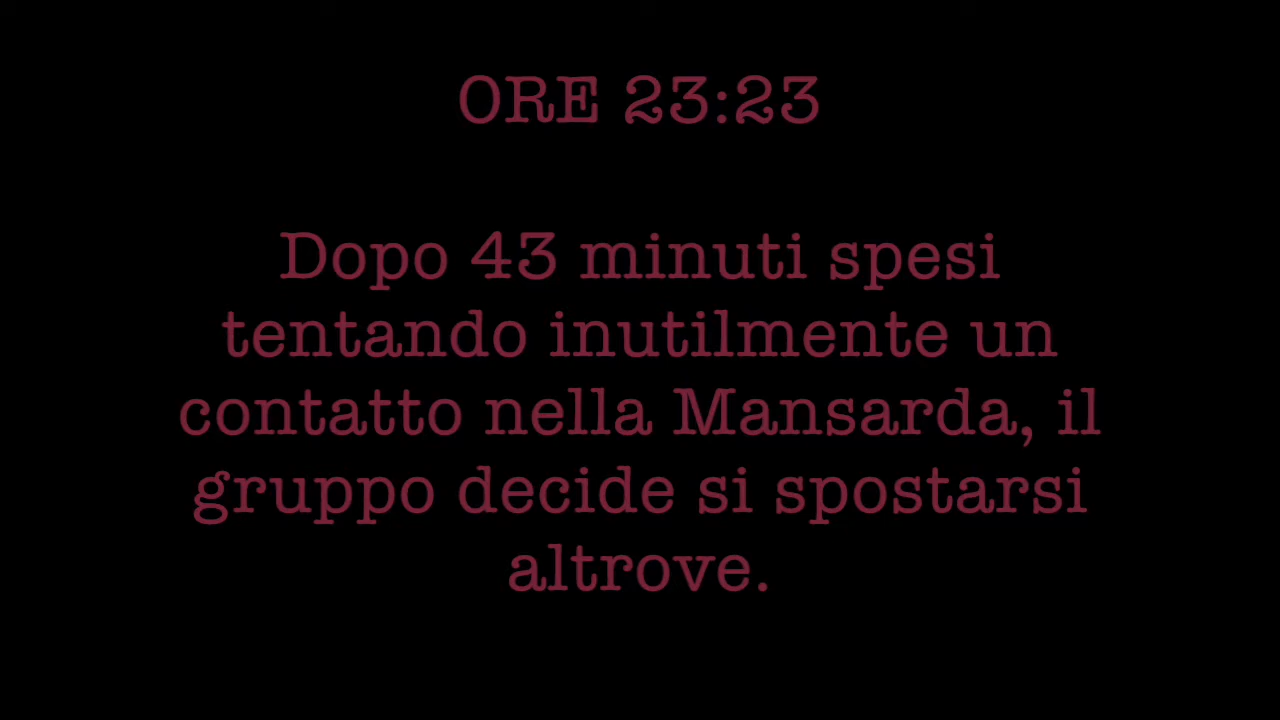 ORE 23:23
Dopo 43 minuti spesi
tentando inutilmente un
contatto nella Mansarda, il
gruppo decide si spostarsi
altrove.